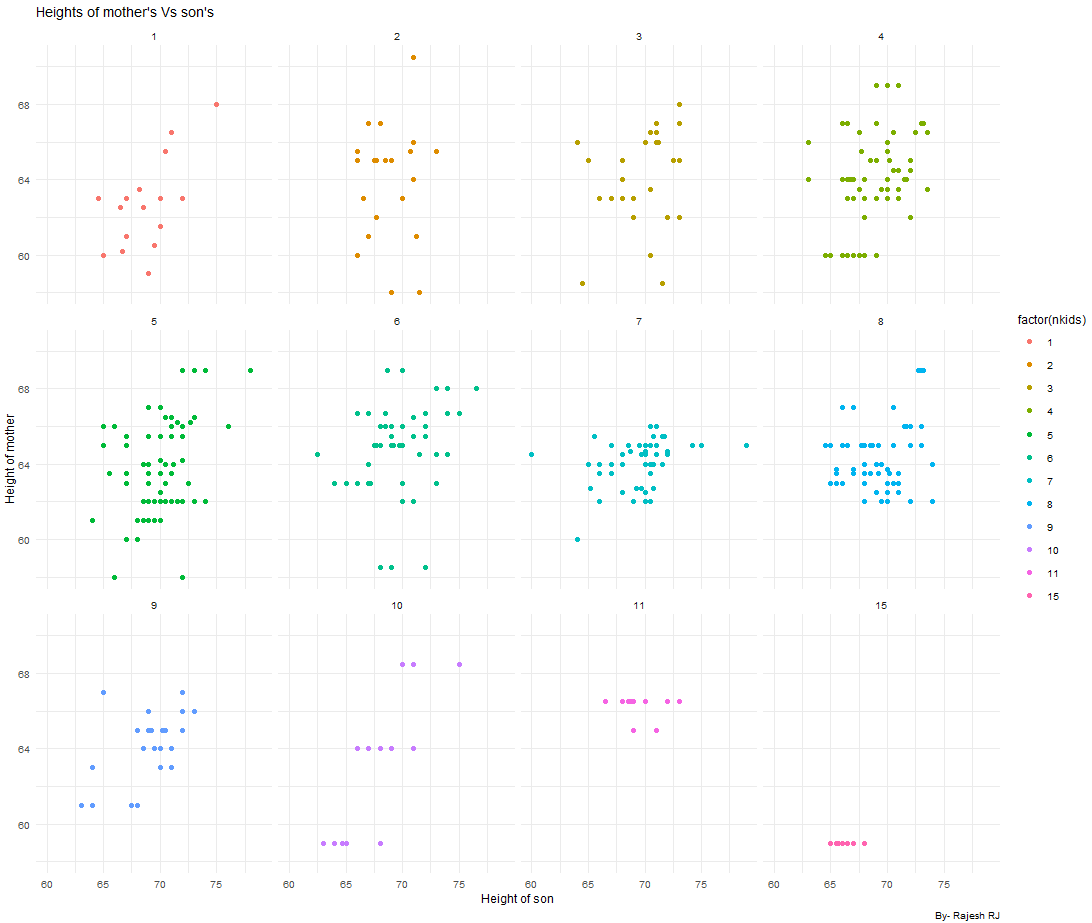 Heights of mother's Vs son's
1 2 3 4
68
64
60
5 6 7 8
68
64
60
9 10 11 15
68
64
60
60 65 70 75 60 65 70 75 60 65 70 75 60 65 70 75
Height of mother
Height of son
factor(nkids)
1
2
3
4
5
6
7
8
9
10
11
15
By- Rajesh RJ